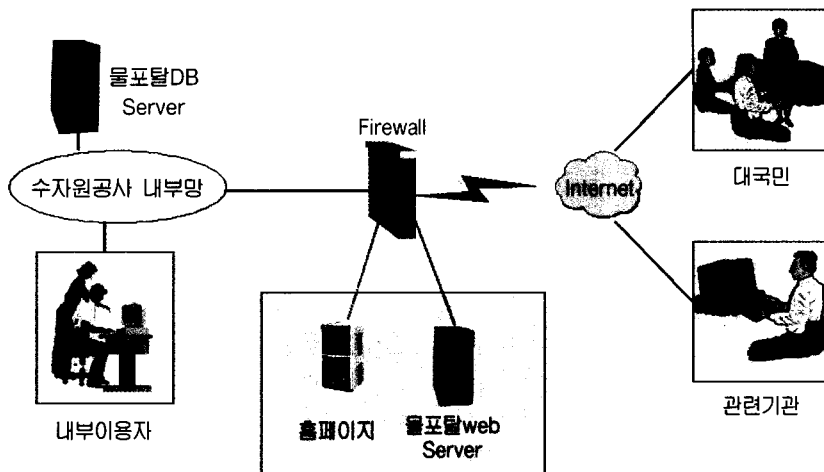 물포탈DB
Server
Firewall
수자원공사 내부망
Internet
대국민
내부이용자
홈페이지
물포탈web
Server
관련기관